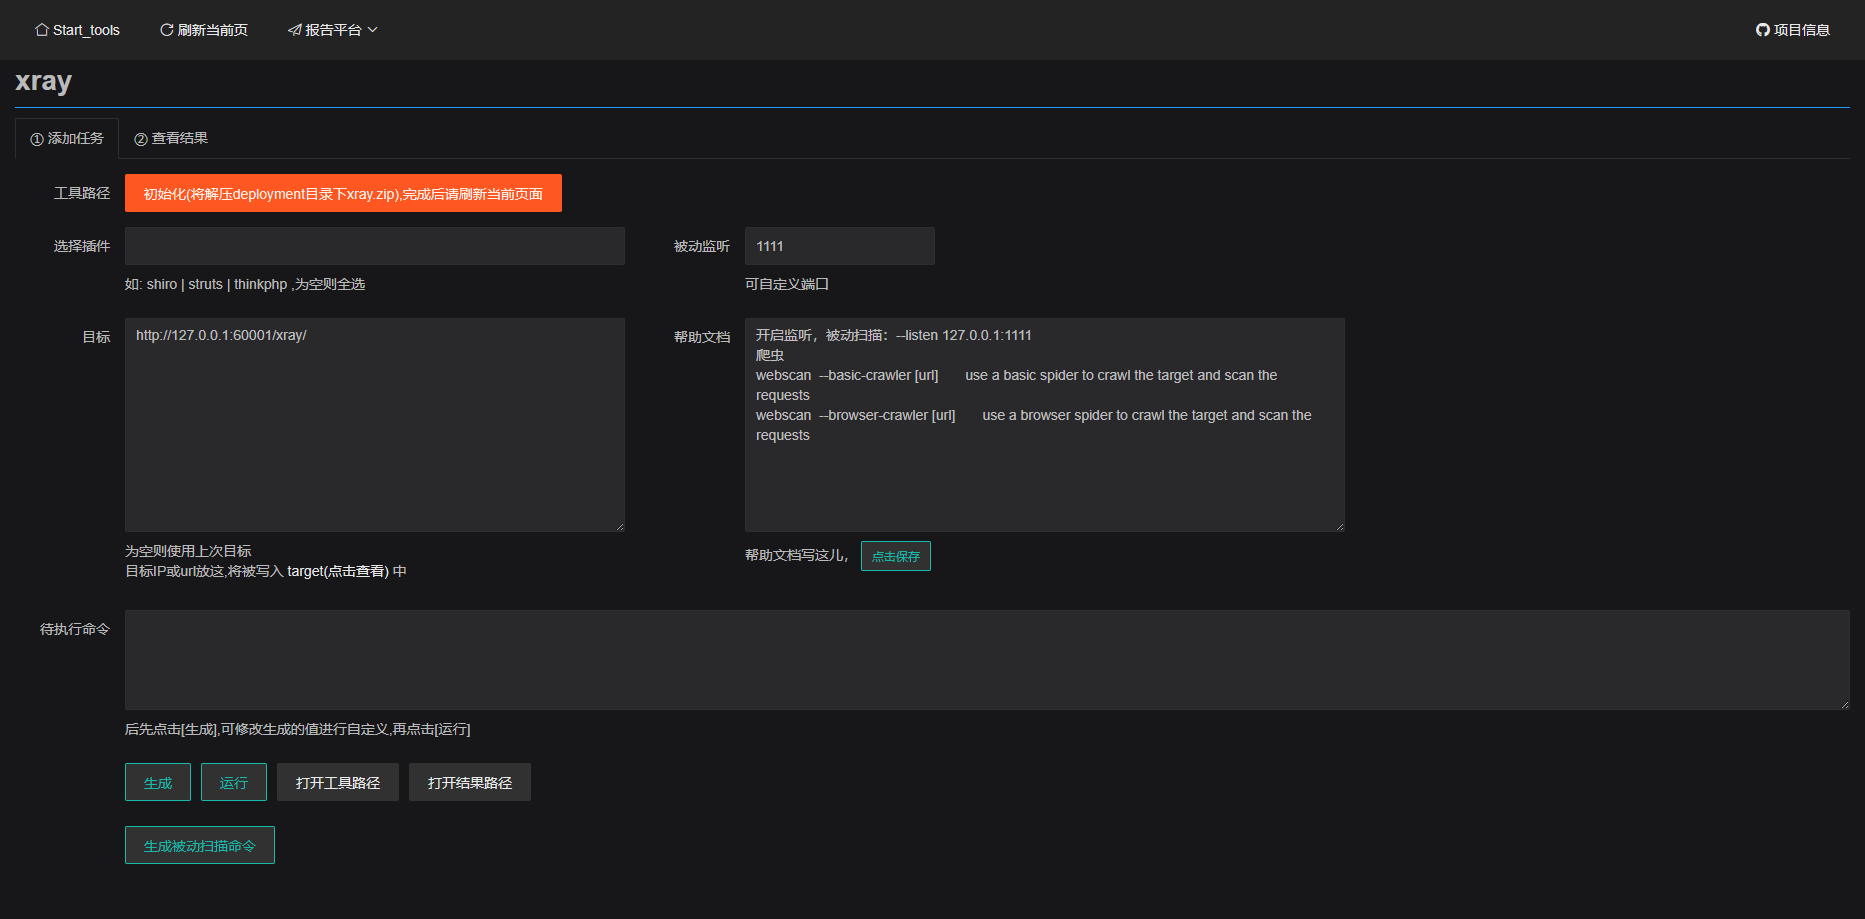 Start_tools
刷新当前页
报告平台
项目信息
xray
① 添加任务
② 查看结果
工具路径
初始化(将解压deployment目录下xray.zip),完成后请刷新当前页面
选择插件
被动监听
1111
如: shiro | struts | thinkphp ,为空则全选
可自定义端口
目标
http://127.0.0.1:60001/xray/
帮助文档
开启监听，被动扫描：--listen 127.0.0.1:1111
爬虫
webscan --basic-crawler [url] use a basic spider to crawl the target and scan the
requests
webscan --browser-crawler [url] use a browser spider to crawl the target and scan the
requests
为空则使用上次目标
目标IP或url放这,将被写入 target(点击查看) 中
帮助文档写这儿，
点击保存
待执行命令
后先点击[生成],可修改生成的值进行自定义,再点击[运行]
生成
运行
打开工具路径
打开结果路径
生成被动扫描命令